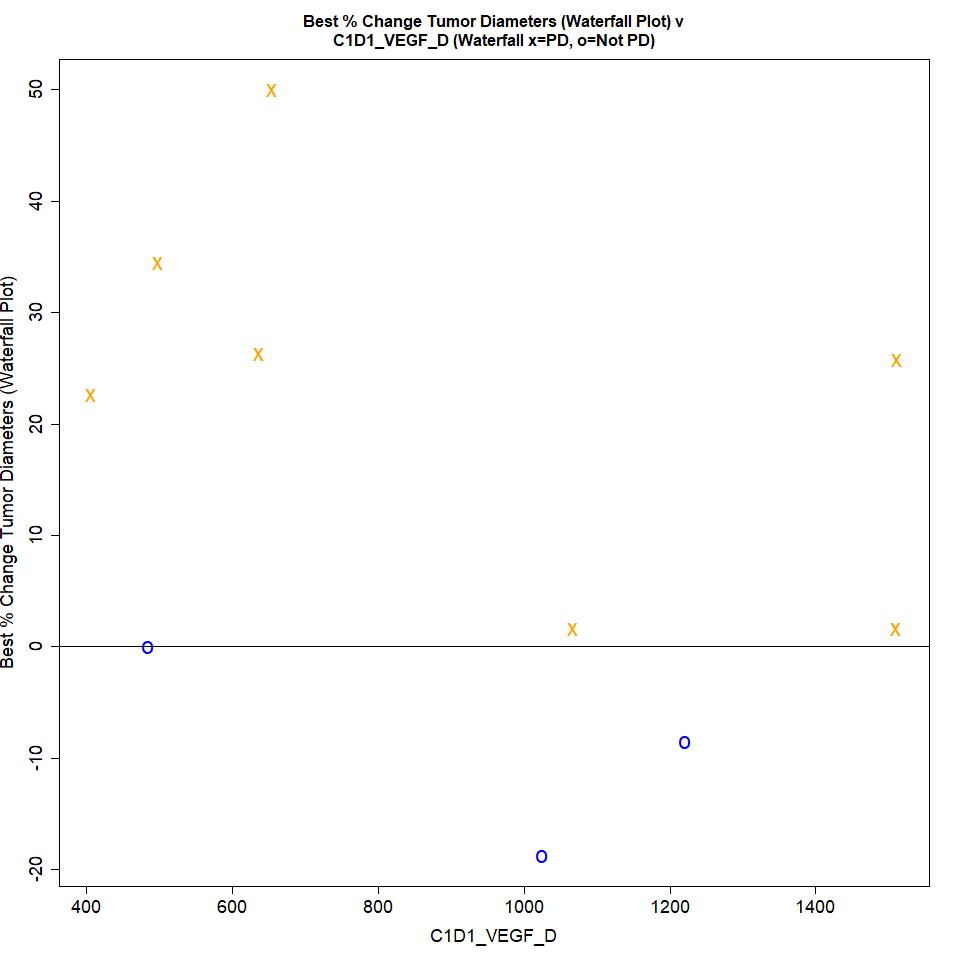 Best % Change Tumor Diameters (Waterfall Plot) v
C1D1_VEGF_D (Waterfall x=PD, o=Not PD)
Best % Change Tumor Diameters (Waterfall Plot)
50
40
30
20
10
0
-10
-20
X
X
X
X
X
X
X
O
O
O
400 600 800 1000 1200 1400
C1D1_VEGF_D